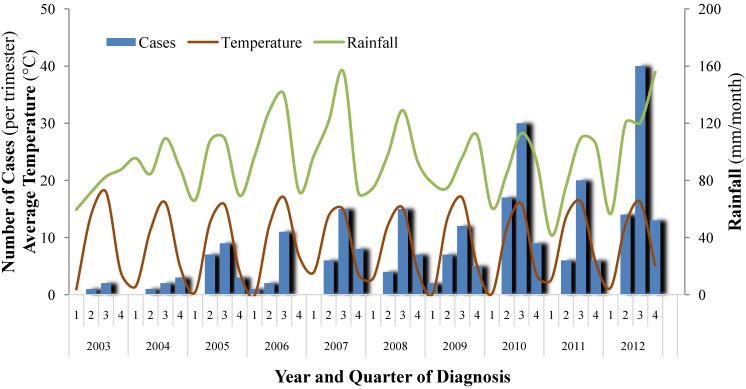 50 200
Cases Temperature Rainfall
40 160
30 120
20 80
10 40
0 0
Number of Cases (per trimester)
Average Temperature (°C)
Rainfall
(mm/month)
1 2 3 4 1 2 3 4 1 2 3 4 1 2 3 4 1 2 3 4 1 2 3 4 1 2 3 4 1 2 3 4 1 2 3 4 1 2 3 4
2003 2004 2005 2006 2007 2008 2009 2010 2011 2012
Year and Quarter of Diagnosis